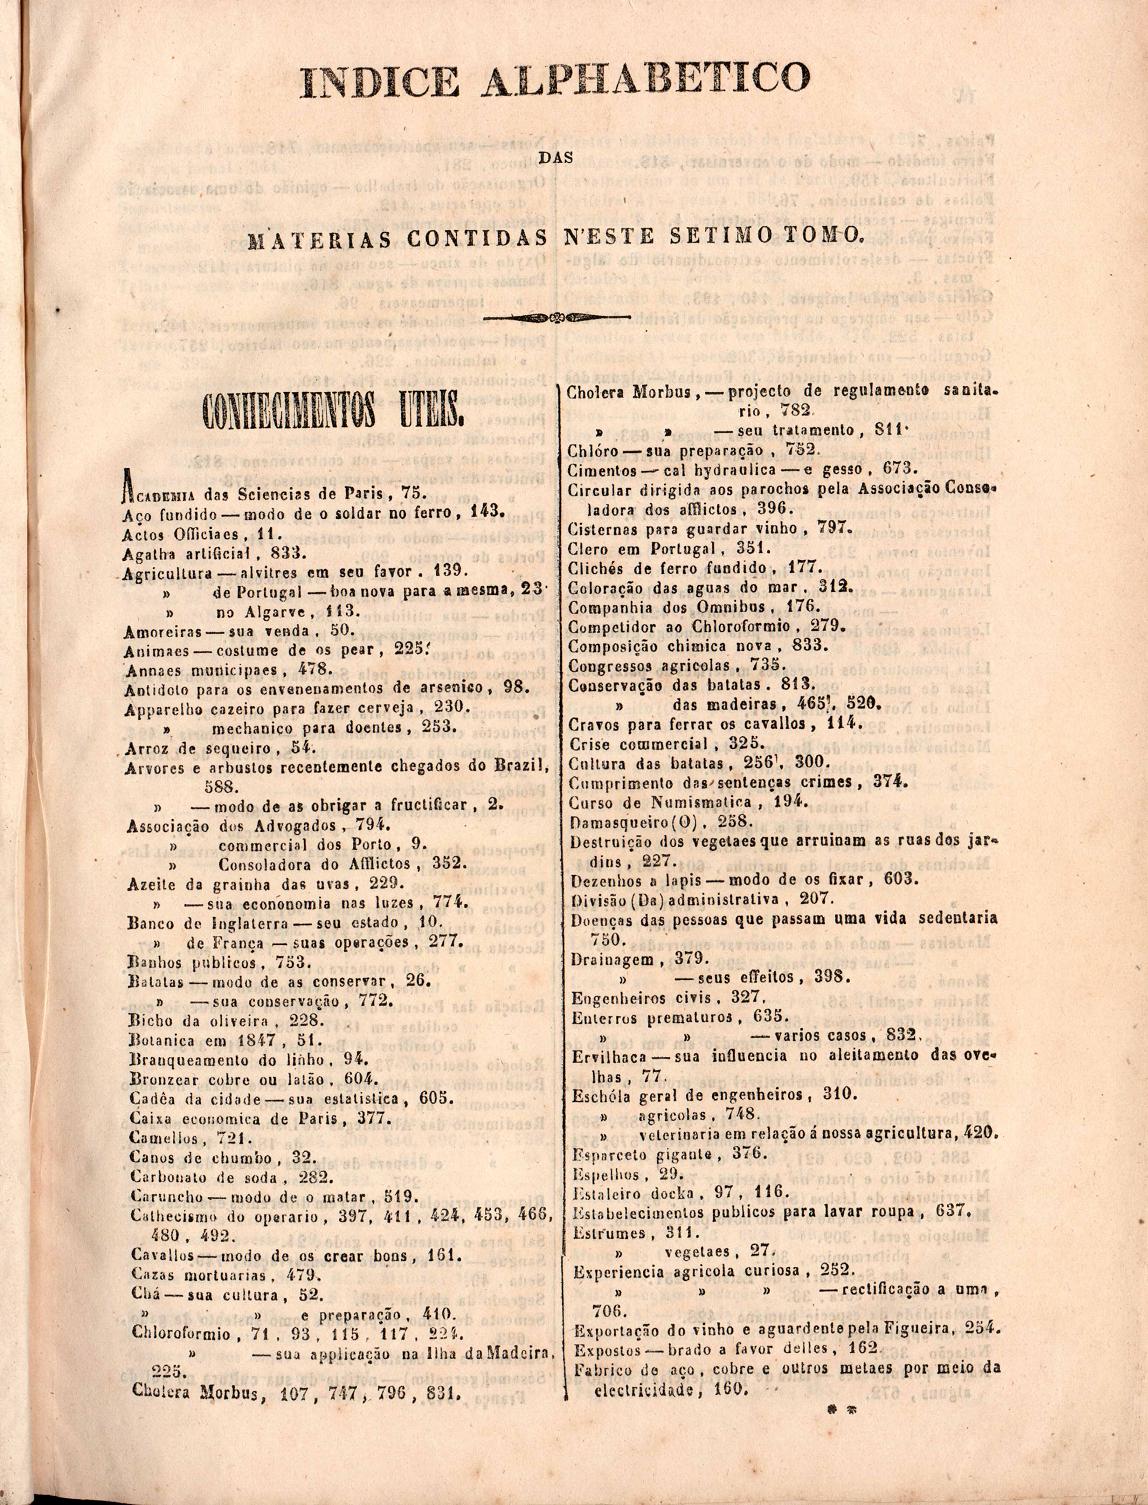 INDICE ALPHABETICO
DAS
MATERIAS CONTIDAS N'ESTE SETIMO TOMO.
CONHECIMENTOS UTEIS.
ACADEMIA das Sciencias de Paris, 75.
Aço fundido — modo de o soldar no ferro, 143.
Actos Officiaes, 11.
Agatha artificial, 833.
Agricultura — alvitres em seu favor. 139.
» de Portugal — boa nova para a mesma, 23
» no Algarve, 113.
Amoreiras — sua venda, 50.
Animaes — costume de os pear, 225.
Annaes municipaes, 478.
Antidoto para os envenenamentos de arsenico, 98.
Apparelho cazeiro para fazer cerveja, 230.
» mechanico para doentes, 253.
Arroz de sequeiro, 54.
Arvores e arbustos recentemente chegados do Brazil,
588.
» — modo de as obrigar a fructificar, 2.
Associação dos Advogados, 794.
» commercial dos Porto, 9.
» Consoladora do Afflictos, 352.
Azeite da grainha das uvas, 229.
» — sua econonomia nas luzes, 774.
Banco de Inglaterra — seu estado, 10.
» de França — suas operações, 277.
Banhos publicos, 753.
Batatas — modo de as conservar, 26.
» — sua conservação, 772.
Bicho da oliveira, 228.
Botanica em 1847, 51.
Branqueamento do linho, 94.
Bronzear cobre ou latão, 604.
Cadêa da cidade — sua estatistica, 605.
Caixa economica de Paris, 377.
Camellos, 721.
Canos de chumbo, 32.
Carbonato de soda, 282.
Caruncho — modo de o matar, 519.
Cathecismo do operario, 397, 411, 424, 453, 466,
480, 492.
Cavallos — modo de os crear bons, 161.
Cazas mortuarias, 479.
Chá — sua cultura, 52.
» » e preparação, 410.
Chloroformio, 71, 93, 115, 117, 224.
» — sua applicação na Ilha da Madeira,
225.
Cholera Morbus, 107, 747, 796, 831.
Cholera Morbus, — projecto de regulamento sanita-
rio, 782.
» » — seu tratamento, 811
Chlóro — sua preparação, 752.
Cimentos — cal hydraulica — e gesso, 673.
Circular dirigida aos parochos pela Associação Conso-
ladora dos afflictos, 396.
Cisternas para guardar vinho, 797.
Clero em Portugal, 351.
Clichés de ferro fundido, 177.
Coloração das aguas do mar. 312.
Companhia dos Omnibus, 176.
Competidor ao Chloroformio, 279.
Composição chimica nova, 833.
Congressos agricolas, 735.
Conservação das batatas. 813.
» das madeiras, 465, 520.
Cravos para ferrar os cavallos, 114.
Crise commercial, 325.
Cultura das batatas, 256, 300.
Cumprimento das sentenças crimes, 374.
Curso de Numismatica, 194.
Damasqueiro (O), 258.
Destruição dos vegetaes que arruinam as ruas dos jar-
dins, 227.
Dezenhos a lapis — modo de os fixar, 603.
Divisão (Da) administrativa, 207.
Doenças das pessoas que passam uma vida sedentaria
750.
Drainagem, 379.
» — seus effeitos, 398.
Engenheiros civis, 327.
Enterros prematuros, 635.
» » — varios casos, 832.
Ervilhaca — sua influencia no aleitamento das ove-
lhas, 77.
Eschóla geral de engenheiros, 310.
» agricolas, 748.
» veterinaria em relação á nossa agricultura, 420.
Esparceto gigante, 376.
Espelhos, 29.
Estaleiro docka, 97, 116.
Estabelecimentos publicos para lavar roupa, 637.
Estrumes, 311.
» vegetaes, 27.
Experiencia agricola curiosa, 252.
» » » — rectificação a uma,
706.
Exportação do vinho e aguardente pela Figueira, 254.
Expostos — brado a favor delles, 162.
Fabrico de aço, cobre e outros metaes por meio da
electricidade, 160.
* *